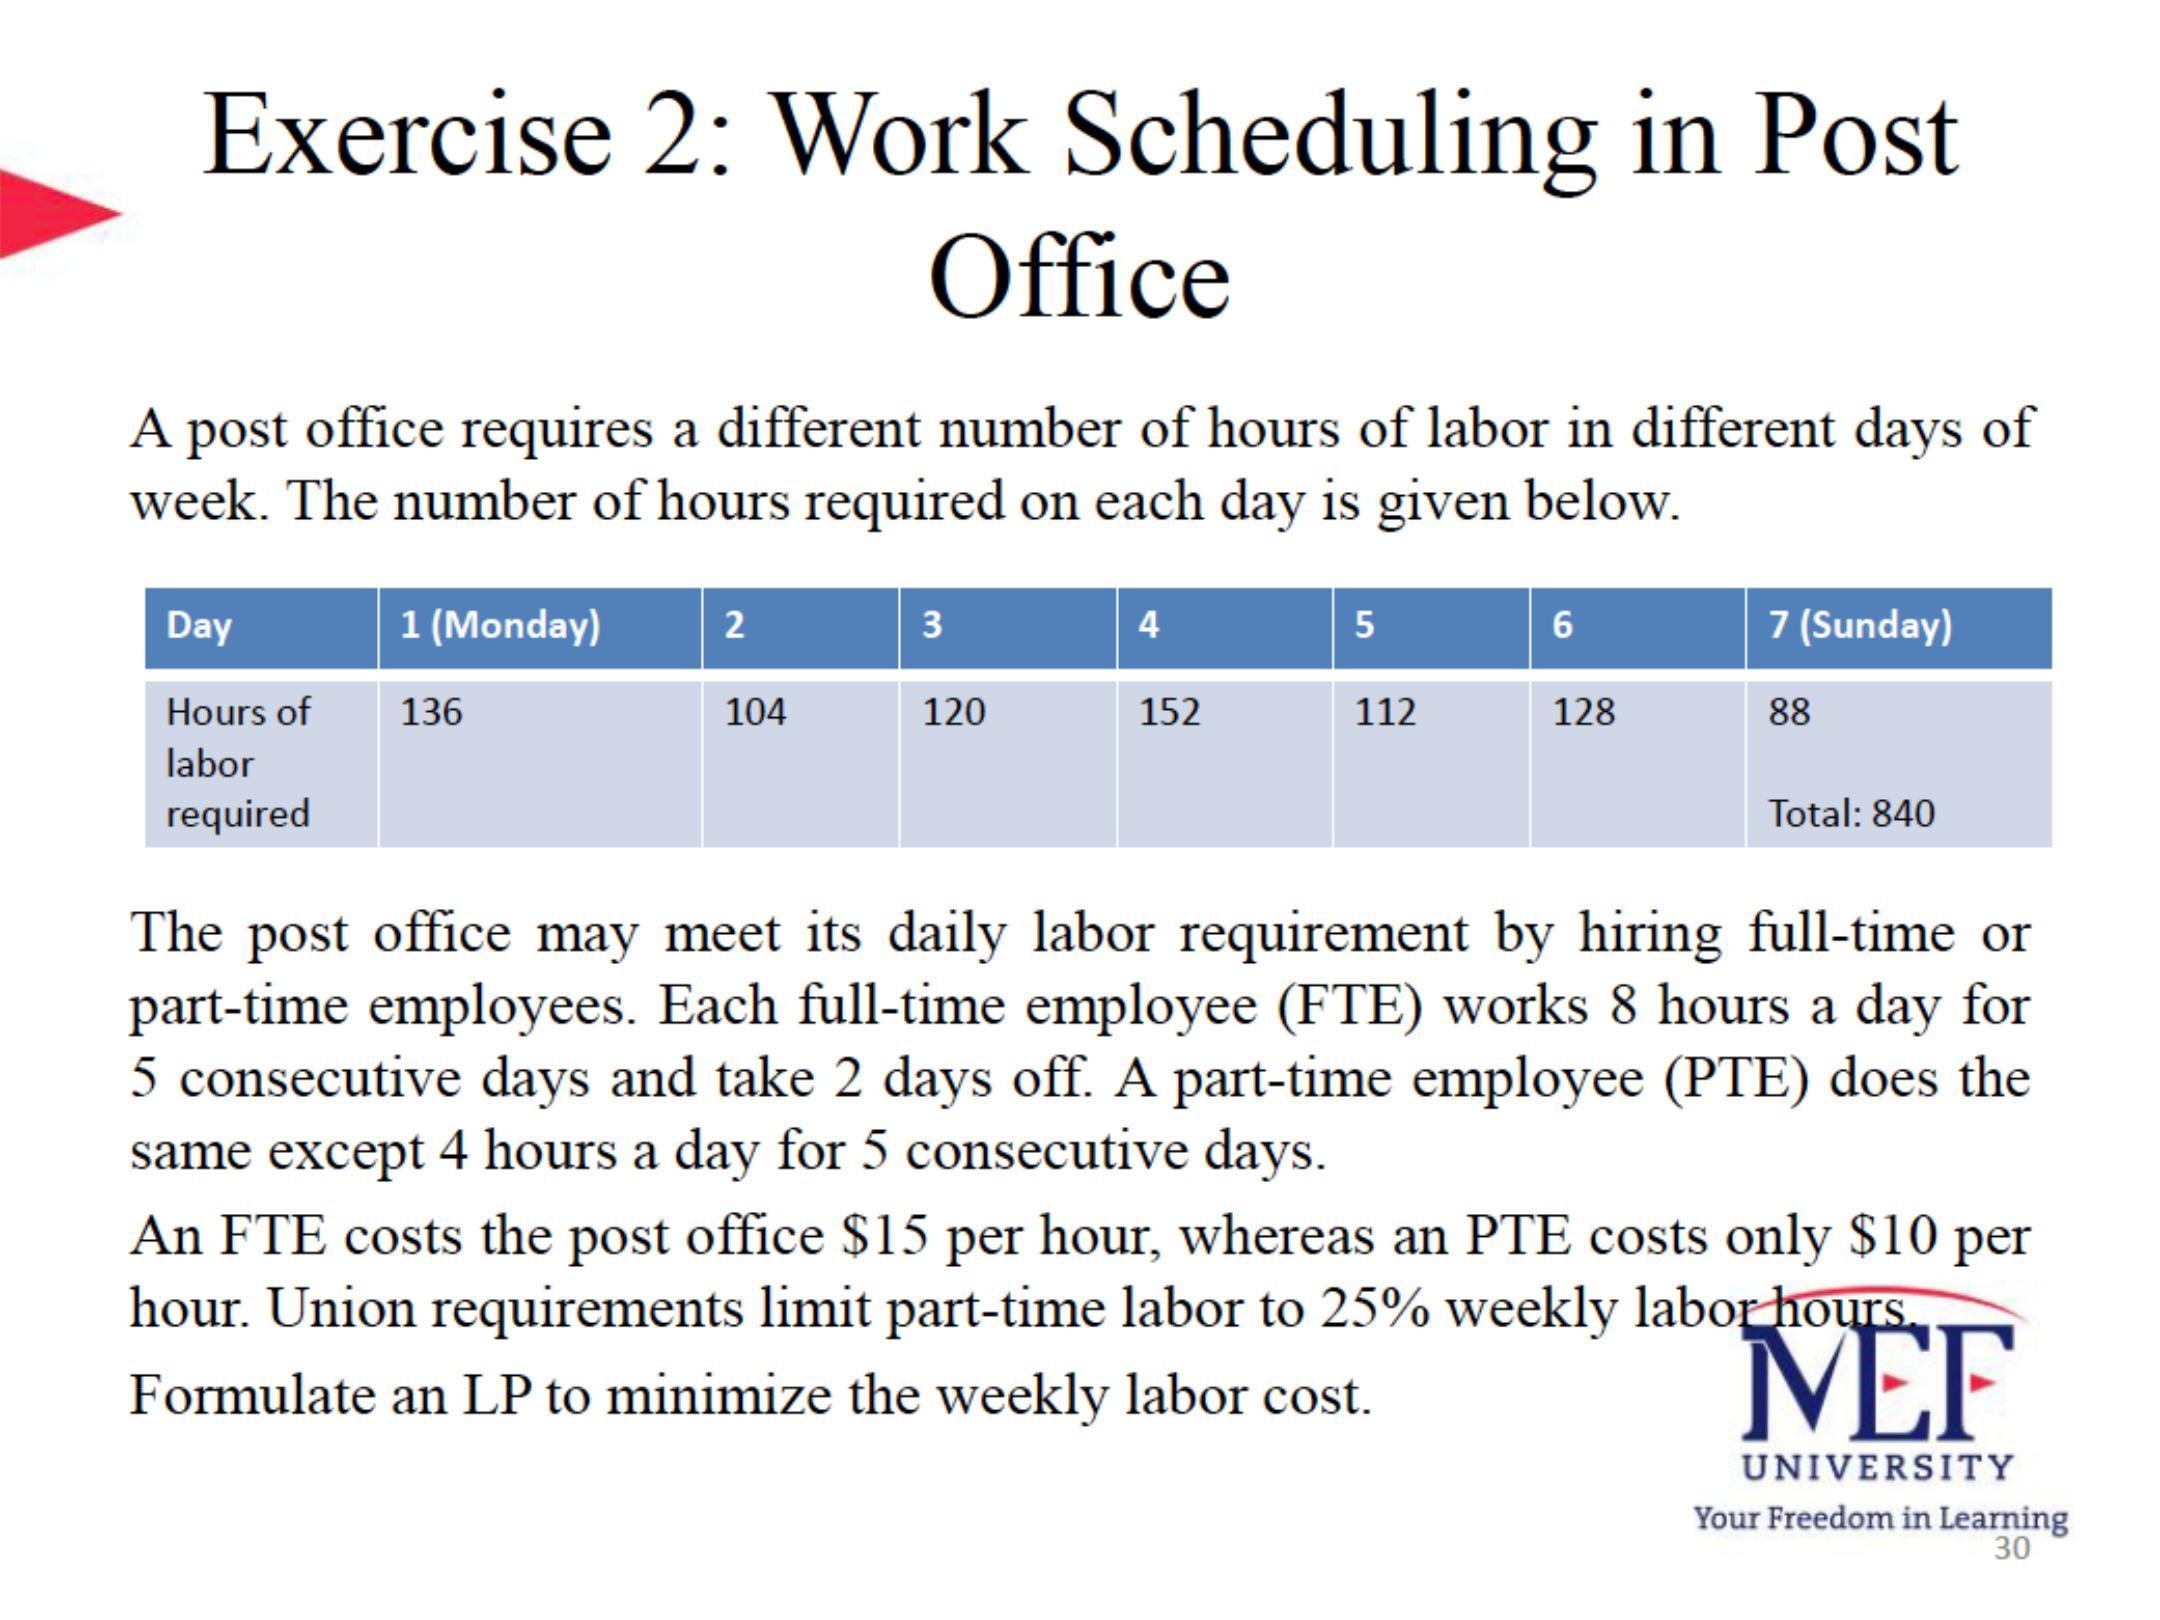 Exercise 2: Work Scheduling in Post
Office
A post office requires a different number of hours of labor in different days of
week. The number of hours required on each day is given below.
Day 1 (Monday) 2 3 4 5 6 7 (Sunday)
Hours of 136 104 120 152 112 128 88
labor
required Total: 840
The post office may meet its daily labor requirement by hiring full-time or
part-time employees. Each full-time employee (FTE) works 8 hours a day for
5 consecutive days and take 2 days off. A part-time employee (PTE) does the
same except 4 hours a day for 5 consecutive days.
An FTE costs the post office $15 per hour, whereas an PTE costs only $10 per
hour. Union requirements limit part-time labor to 25% weekly labor hours.
Formulate an LP to minimize the weekly labor cost.
MEF
UNIVERSITY
Your Freedom in Learning
30